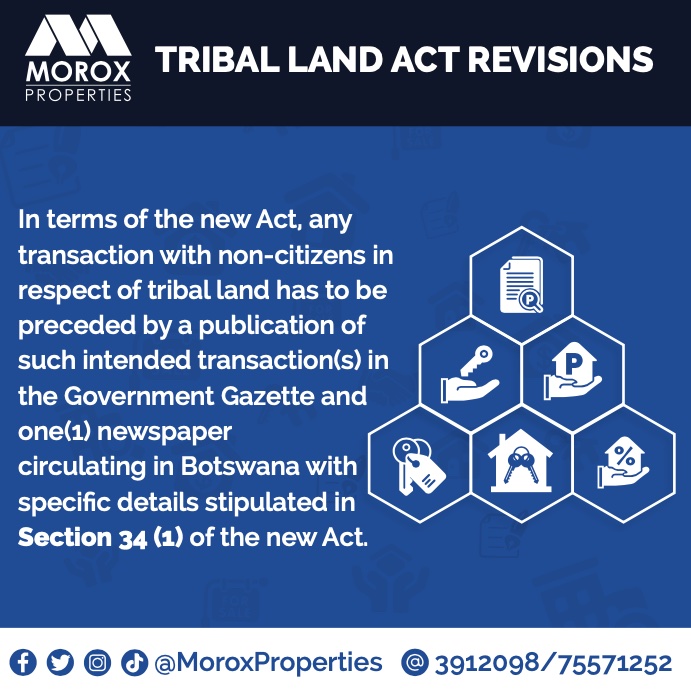 MOROX
PROPERTIES
TRIBAL LAND ACT REVISIONS
In terms of the new Act, any
transaction with non-citizens in
respect of tribal land has to be
preceded by a publication of
such intended transaction(s) in
the Government Gazette and
one(1) newspaper
circulating in Botswana with
specific details stipulated in
Section 34 (1) of the new Act.
P
P
%
@MoroxProperties
@ 3912098/75571252